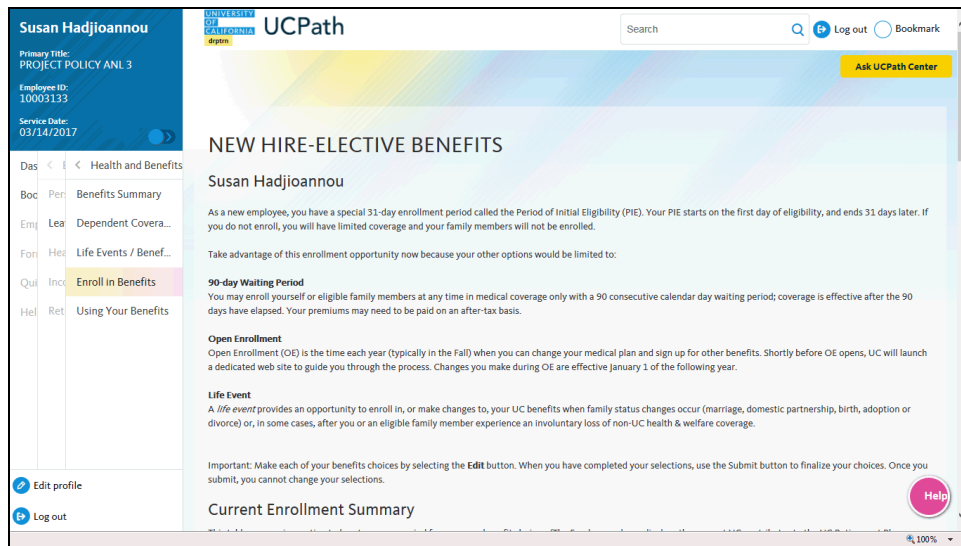 Susan Hadjioannou
Primary Title:
PROJECT POLICY ANL 3
Employee ID:
10003133
Service Date:
03/14/2017
UNIVERSITY
OF
CALIFORNIA
drptrn
UCPath
Search
Log out
Bookmark
Ask UCPath Center
Das
Boo
Emp
For
Qui
Hel
Per
Lea
Hea
Inco
Ret
< Health and Benefits
Benefits Summary
Dependent Covera...
Life Events / Benef...
Enroll in Benefits
Using Your Benefits
Edit profile
Log out
NEW HIRE-ELECTIVE BENEFITS
Susan Hadjioannou
As a new employee, you have a special 31-day enrollment period called the Period of Initial Eligibility (PIE). Your PIE starts on the first day of eligibility, and ends 31 days later. If
you do not enroll, you will have limited coverage and your family members will not be enrolled.
Take advantage of this enrollment opportunity now because your other options would be limited to:
90-day Waiting Period
You may enroll yourself or eligible family members at any time in medical coverage only with a 90 consecutive calendar day waiting period; coverage is effective after the 90
days have elapsed. Your premiums may need to be paid on an after-tax basis.
Open Enrollment
Open Enrollment (OE) is the time each year (typically in the Fall) when you can change your medical plan and sign up for other benefits. Shortly before OE opens, UC will launch
a dedicated web site to guide you through the process. Changes you make during OE are effective January 1 of the following year.
Life Event
A life event provides an opportunity to enroll in, or make changes to, your UC benefits when family status changes occur (marriage, domestic partnership, birth, adoption or
divorce) or, in some cases, after you or an eligible family member experience an involuntary loss of non-UC health & welfare coverage.
Important: Make each of your benefits choices by selecting the Edit button. When you have completed your selections, use the Submit button to finalize your choices. Once you
submit, you cannot change your selections.
Help
Current Enrollment Summary
100%